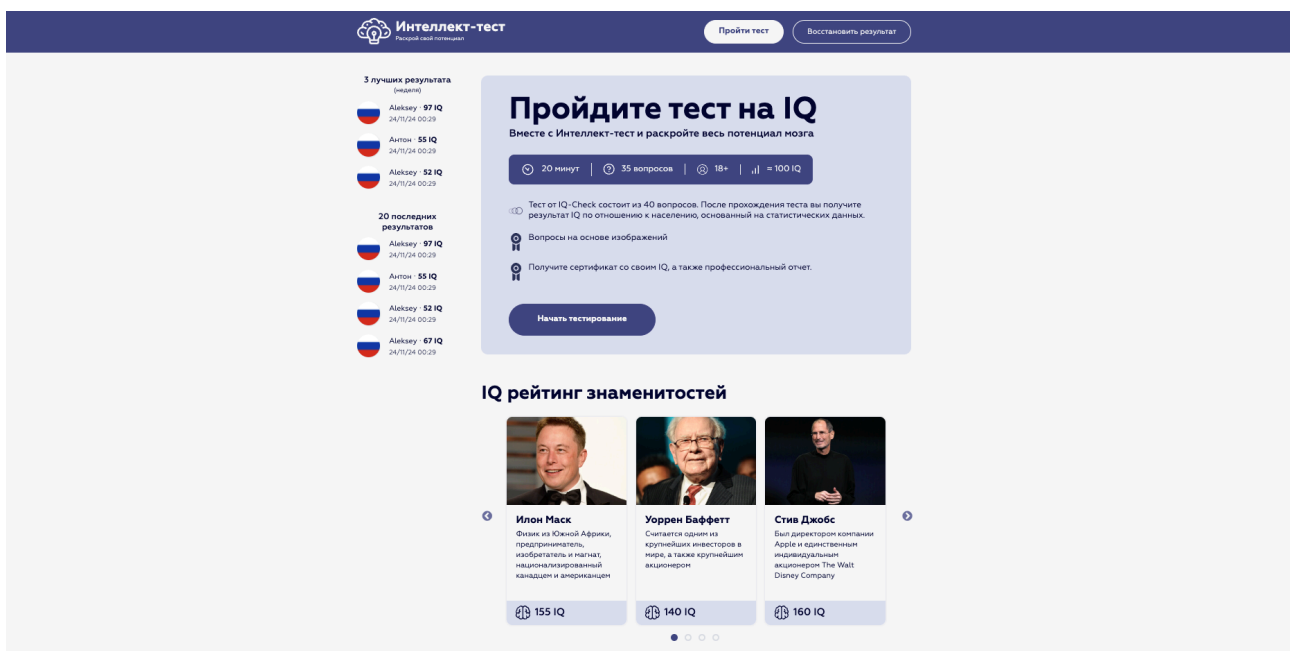 Интеллект-тест
Раскрой свой потенциал
Пройти тест
Восстановить результат
3 лучших результата
(неделя)
Aleksey · 97 IQ
24/11/24 00:29
Антон · 55 IQ
24/11/24 00:29
Aleksey · 52 IQ
24/11/24 00:29
20 последних
результатов
Aleksey · 97 IQ
24/11/24 00:29
Антон · 55 IQ
24/11/24 00:29
Aleksey · 52 IQ
24/11/24 00:29
Aleksey · 67 IQ
24/11/24 00:29
Пройдите тест на IQ
Вместе с Интеллект-тест и раскройте весь потенциал мозга
20 минут | 35 вопросов | 18+ | = 100 IQ
Тест от IQ-Check состоит из 40 вопросов. После прохождения теста вы получите
результат IQ по отношению к населению, основанный на статистических данных.
Вопросы на основе изображений
Получите сертификат со своим IQ, а также профессиональный отчет.
Начать тестирование
IQ рейтинг знаменитостей
Илон Маск
Физик из Южной Африки,
предприниматель,
изобретатель и магнат,
национализированный
канадцем и американцем
155 IQ
Уоррен Баффетт
Считается одним из
крупнейших инвесторов в
мире, а также крупнейшим
акционером
140 IQ
Стив Джобс
Был директором компании
Apple и единственным
индивидуальным
акционером The Walt
Disney Company
160 IQ